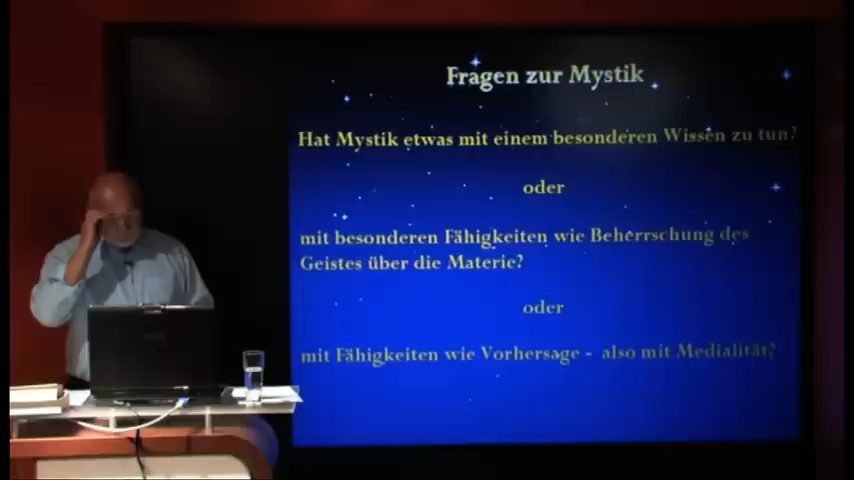 Fragen zur Mystik
Hat Mystik etwas mit einem besonderen Wissen zu tun?
oder
mit besonderen Fähigkeiten wie Beherrschung des
Geistes über die Materie?
oder
mit Fähigkeiten wie Vorhersage - also mit Medialität?